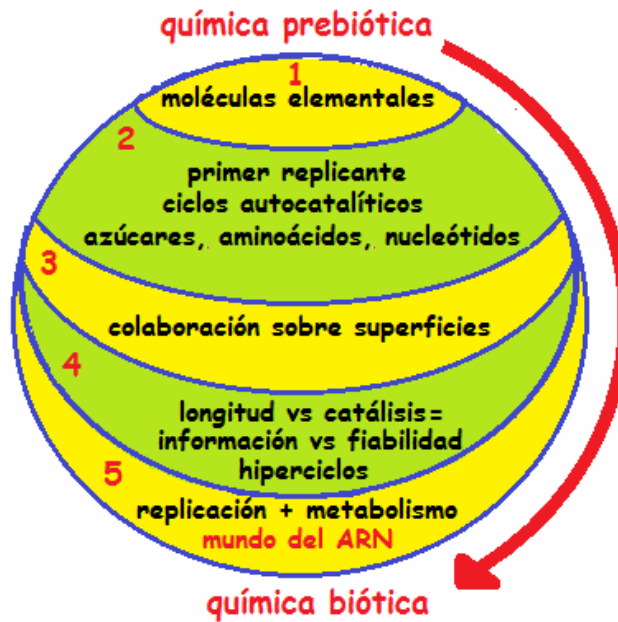 química prebiótica
1
moléculas elementales
2
primer replicante
ciclos autocatalíticos
azúcares, aminoácidos, nucleótidos
3
colaboración sobre superficies
4
longitud vs catálisis=
información vs fiabilidad
hiperciclos
5
replicación + metabolismo
mundo del ARN
química biótica